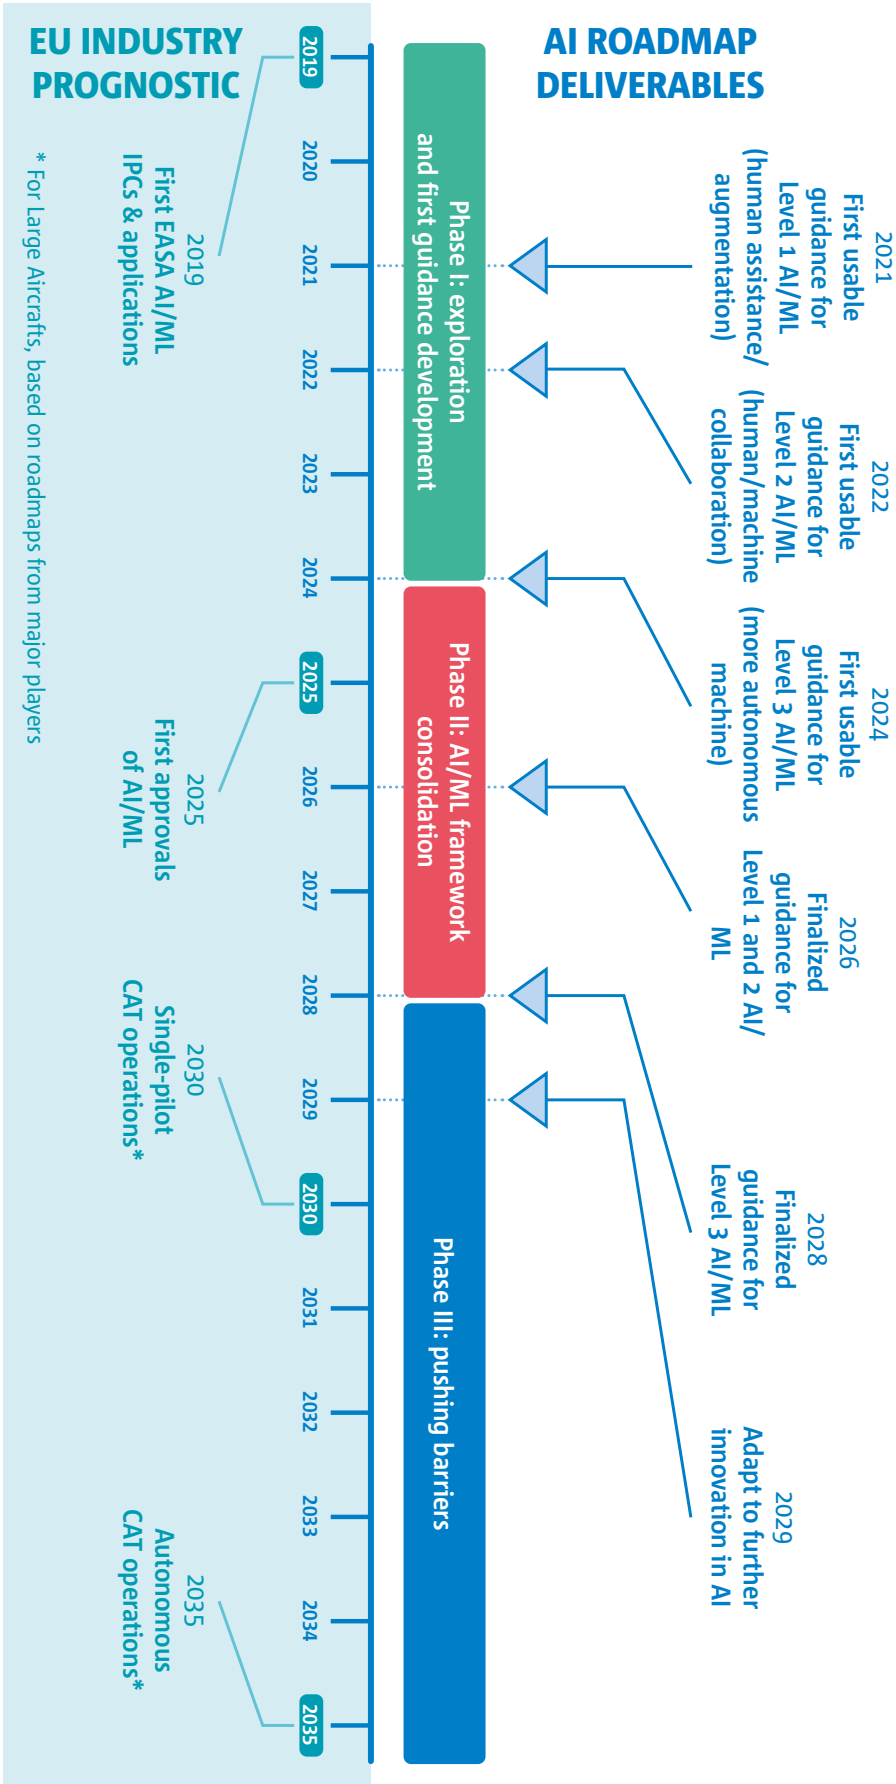 EU INDUSTRY
PROGNOSTIC
AI ROADMAP
DELIVERABLES
2021
First usable
guidance for
Level 1 AI/ML
(human assistance/
augmentation)
2022
First usable
guidance for
Level 2 AI/ML
(human/machine
collaboration)
2024
First usable
guidance for
Level 3 AI/ML
(more autonomous
machine)
2026
Finalized
guidance for
Level 1 and 2 AI/
ML
2028
Finalized
guidance for
Level 3 AI/ML
2029
Adapt to further
innovation in AI
Phase I: exploration
and first guidance development
Phase II: AI/ML framework
consolidation
Phase III: pushing barriers
2019
2020
2021
2022
2023
2024
2025
2026
2027
2028
2029
2030
2031
2032
2033
2034
2035
2019
First EASA AI/ML
IPCs & applications
2025
First approvals
of AI/ML
2030
Single-pilot
CAT operations*
2035
Autonomous
CAT operations*
* For Large Aircrafts, based on roadmaps from major players